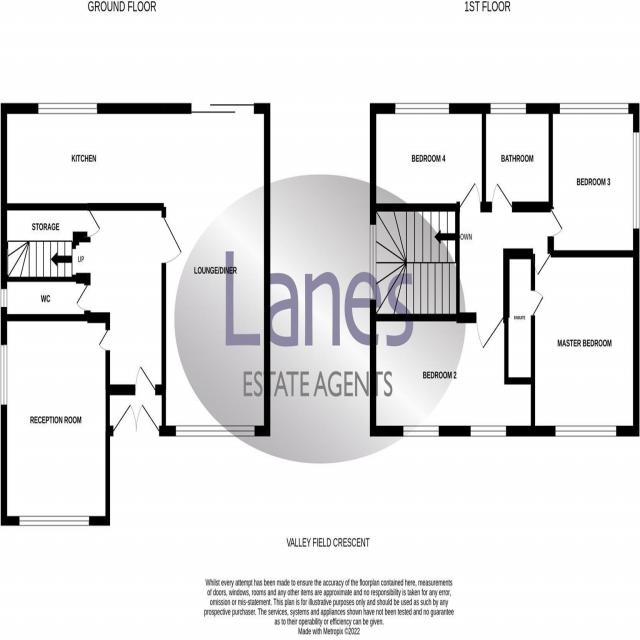 GROUND FLOOR
1ST FLOOR
KITCHEN
BEDROOM 4
BATHROOM
BEDROOM 3
STORAGE
UP
DOWN
LOUNGE/DINER
WC
Lanes
ESTATE AGENTS
ENSUITE
MASTER BEDROOM
BEDROOM 2
RECEPTION ROOM
VALLEY FIELD CRESCENT
Whilst every attempt has been made to ensure the accuracy of the floorplan contained here, measurements
of doors, windows, rooms and any other items are approximate and no responsibility is taken for any error,
omission or mis-statement. This plan is for illustrative purposes only and should be used as such by any
prospective purchaser. The services, systems and appliances shown have not been tested and no guarantee
as to their operability or efficiency can be given.
Made with Metropix ©2022